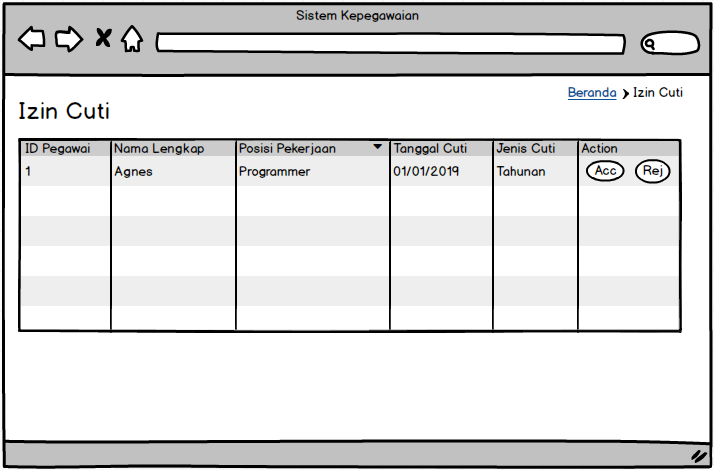 Sistem Kepegawaian
Beranda > Izin Cuti
Izin Cuti
ID Pegawai Nama Lengkap Posisi Pekerjaan Tanggal Cuti Jenis Cuti Action
1 Agnes Programmer 01/01/2019 Tahunan Acc Rej